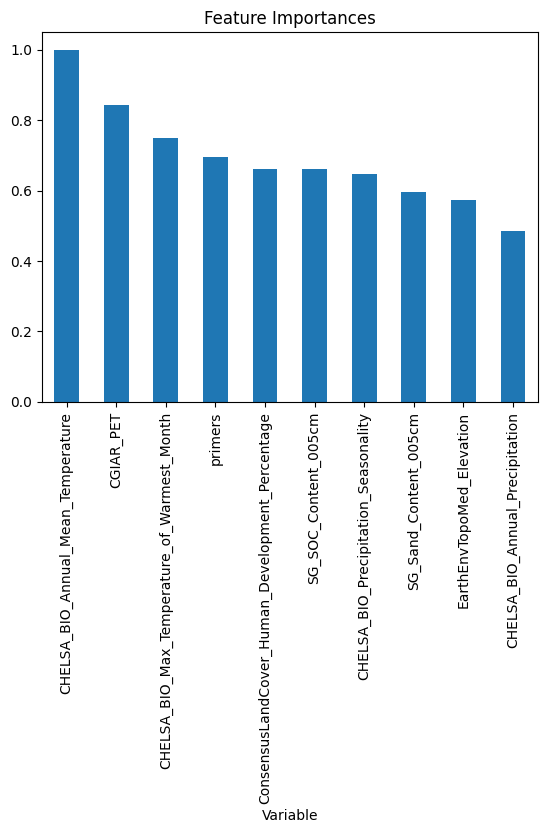 Feature Importances
1.0
0.8
0.6
0.4
0.2
0.0
CHELSA_BIO_Annual_Mean_Temperature
CGIAR_PET
CHELSA_BIO_Max_Temperature_of_Warmest_Month
primers
ConsensusLandCover_Human_Development_Percentage
SG_SOC_Content_005cm
CHELSA_BIO_Precipitation_Seasonality
SG_Sand_Content_005cm
EarthEnvTopoMed_Elevation
CHELSA_BIO_Annual_Precipitation
Variable